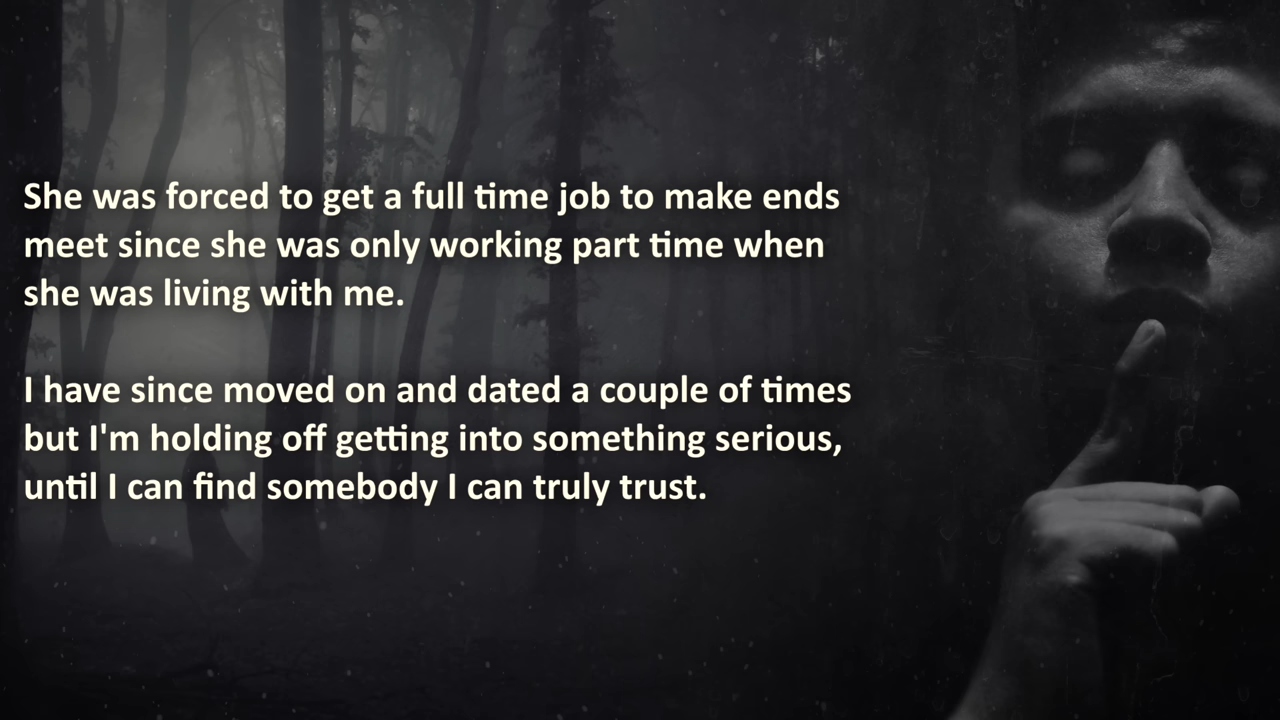 She was forced to get a full time job to make ends
meet since she was only working part time when
she was living with me.
I have since moved on and dated a couple of times
but I'm holding off getting into something serious,
until I can find somebody I can truly trust.